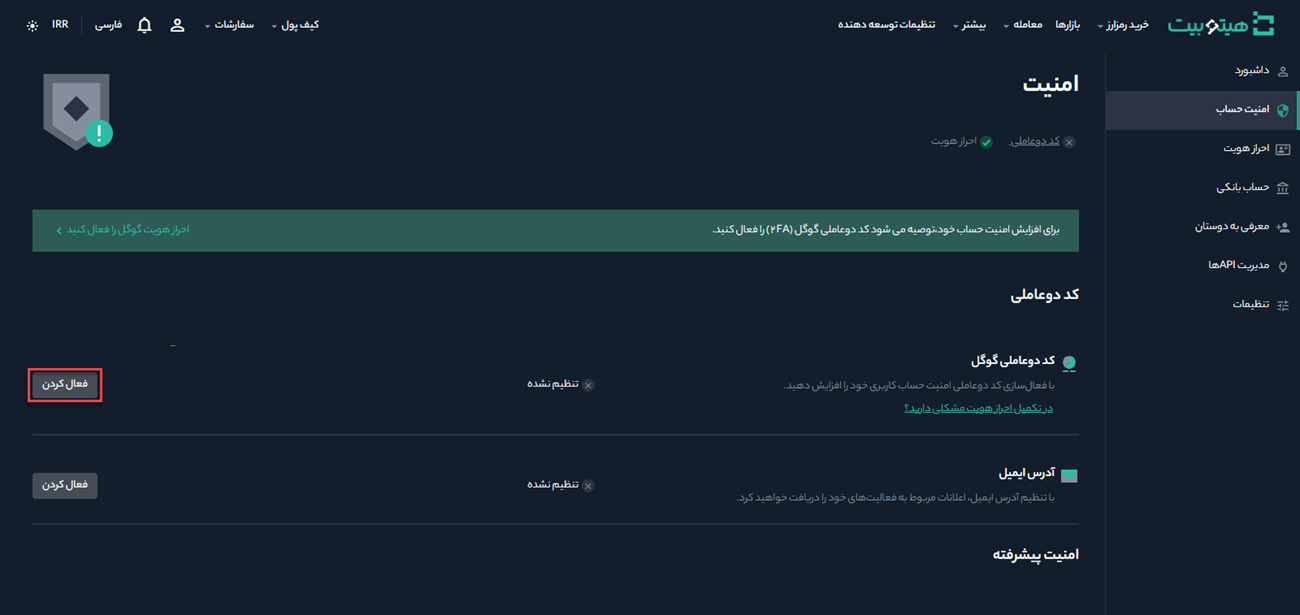 هیتوبیت
خرید رمزارز
بازارها
معامله
بیشتر
تنظیمات توسعه دهنده
کیف پول
سفارشات
فارسی
IRR
داشبورد
امنیت حساب
احراز هویت
حساب بانکی
معرفی به دوستان
مدیریت APIها
تنظیمات
امنیت
کد دوعاملی
احراز هویت
برای افزایش امنیت حساب خود،توصیه می شود کد دوعاملی گوگل (۲FA) را فعال کنید.
احراز هویت گوگل را فعال کنید
کد دوعاملی
کد دوعاملی گوگل
با فعال‌سازی کد دوعاملی امنیت حساب کاربری خود را افزایش دهید.
در تکمیل احراز هویت مشکلی دارید؟
تنظیم نشده
فعال کردن
آدرس ایمیل
با تنظیم آدرس ایمیل، اعلانات مربوط به فعالیت‌های خود را دریافت خواهید کرد.
تنظیم نشده
فعال کردن
امنیت پیشرفته